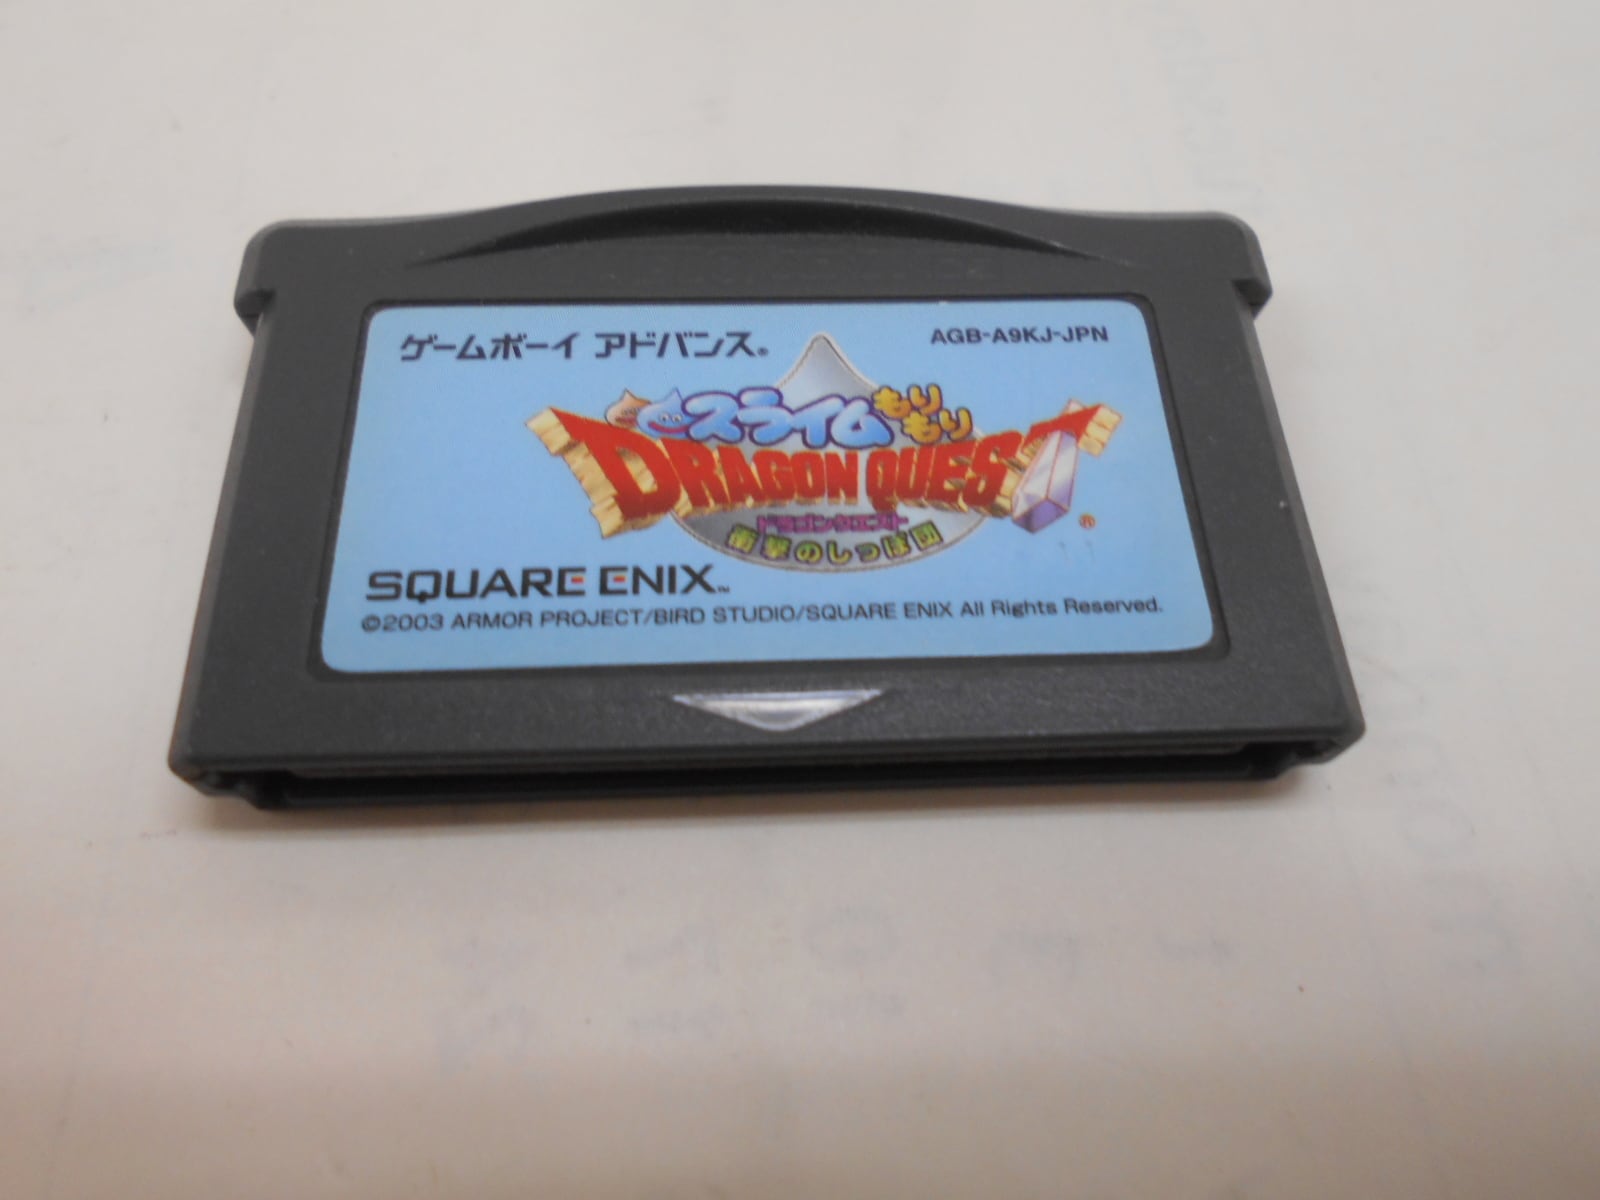 ゲームボーイ アドバンス®
AGB-A9KJ-JPN
スライムもりもり
DRAGON QUEST®
ドラゴンクエスト
衝撃のしっぽ団
SQUARE ENIX™
©2003 ARMOR PROJECT/BIRD STUDIO/SQUARE ENIX All Rights Reserved.